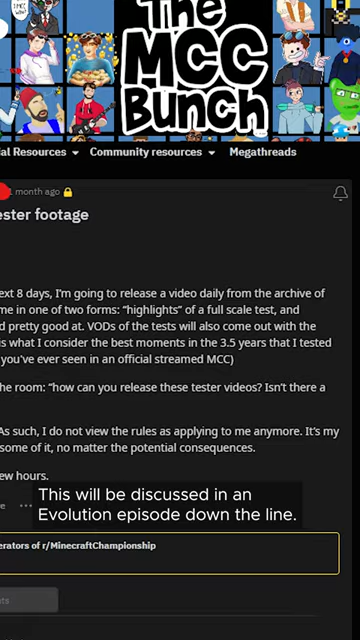 The
MCC
Bunch
al Resources Community resources Megathreads
1 month ago
ester footage
ext 8 days, I'm going to release a video daily from the archive of
me in one of two forms: "highlights" of a full scale test, and
d pretty good at. VODs of the tests will also come out with the
is what I consider the best moments in the 3.5 years that I tested
you've ever seen in an official streamed MCC)
he room: "how can you release these tester videos? Isn't there a
As such, I do not view the rules as applying to me anymore. It's my
some of it, no matter the potential consequences.
ew hours.
e ...
This will be discussed in an
Evolution episode down the line.
erators of r/MinecraftChampionship
ts